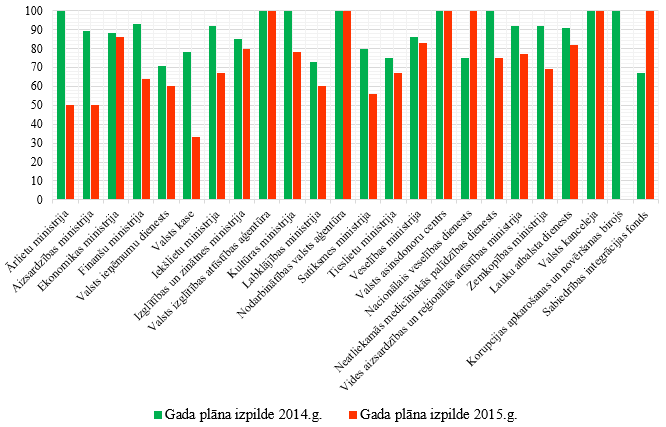 100
90
80
70
60
50
40
30
20
10
0
Ārlietu ministrija
Aizsardzības ministrija
Ekonomikas ministrija
Finanšu ministrija
Valsts ieņēmumu dienests
Valsts kase
Iekšlietu ministrija
Izglītības un zinātnes ministrija
Valsts izglītības attīstības aģentūra
Kultūras ministrija
Labklājības ministrija
Nodarbinātības valsts aģentūra
Satiksmes ministrija
Tieslietu ministrija
Veselības ministrija
Valsts asinsdonoru centrs
Nacionālais veselības dienests
Neatliekamās medicīniskās palīdzības dienests
Vides aizsardzības un reģionālās attīstības ministrija
Zemkopības ministrija
Lauku atbalsta dienests
Valsts kanceleja
Korupcijas apkarošanas un novēršanas birojs
Sabiedrības integrācijas fonds
Gada plāna izpilde 2014.g. Gada plāna izpilde 2015.g.